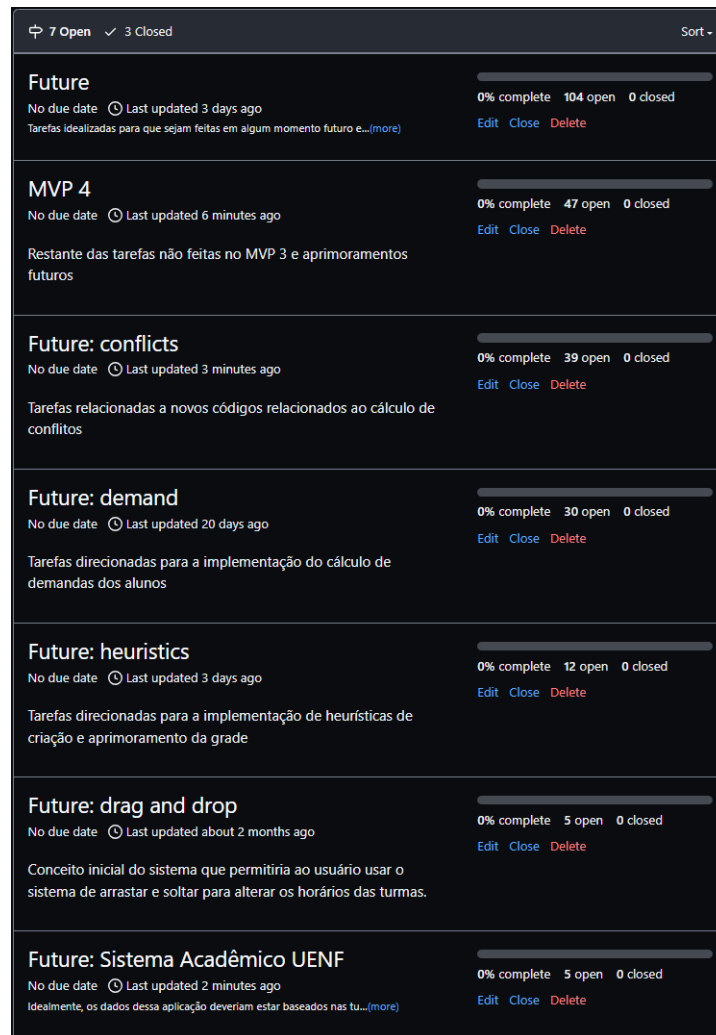 7 Open 3 Closed Sort
Future
No due date Last updated 3 days ago
Tarefas idealizadas para que sejam feitas em algum momento futuro e...(more)
0% complete 104 open 0 closed
Edit Close Delete
MVP 4
No due date Last updated 6 minutes ago
Restante das tarefas não feitas no MVP 3 e aprimoramentos
futuros
0% complete 47 open 0 closed
Edit Close Delete
Future: conflicts
No due date Last updated 3 minutes ago
Tarefas relacionadas a novos códigos relacionados ao cálculo de
conflitos
0% complete 39 open 0 closed
Edit Close Delete
Future: demand
No due date Last updated 20 days ago
Tarefas direcionadas para a implementação do cálculo de
demandas dos alunos
0% complete 30 open 0 closed
Edit Close Delete
Future: heuristics
No due date Last updated 3 days ago
Tarefas direcionadas para a implementação de heurísticas de
criação e aprimoramento da grade
0% complete 12 open 0 closed
Edit Close Delete
Future: drag and drop
No due date Last updated about 2 months ago
Conceito inicial do sistema que permitiria ao usuário usar o
sistema de arrastar e soltar para alterar os horários das turmas.
0% complete 5 open 0 closed
Edit Close Delete
Future: Sistema Acadêmico UENF
No due date Last updated 2 minutes ago
Idealmente, os dados dessa aplicação deveriam estar baseados nas tu...(more)
0% complete 5 open 0 closed
Edit Close Delete